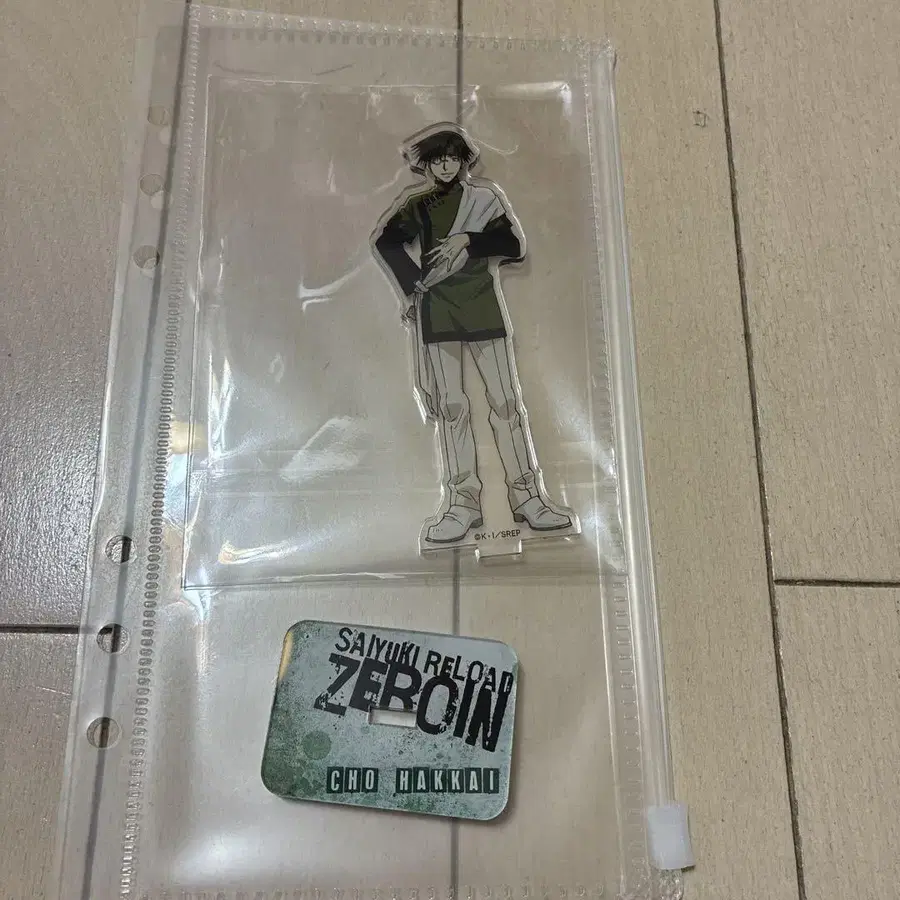 ©K・I/SREP
SAIYUKI RELOAD
ZEROIN
CHO HAKKAI